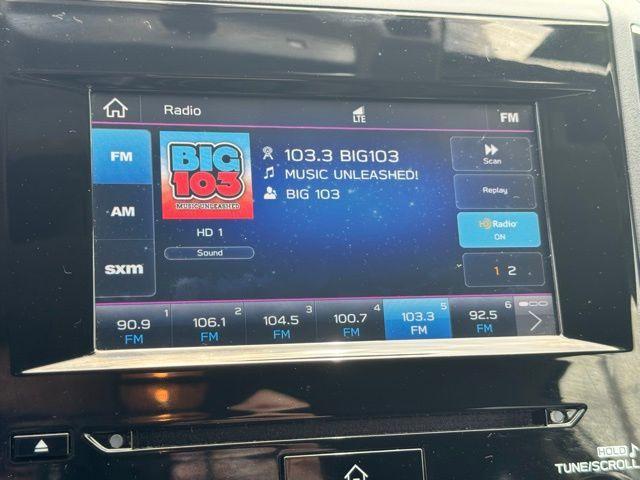 Radio
LTE
FM
FM
AM
sxm
BIG
103
MUSIC UNLEASHED
HD 1
Sound
103.3 BIG103
MUSIC UNLEASHED!
BIG 103
Scan
Replay
HD Radio
ON
1 2
1 2 3 4 5 6
90.9 106.1 104.5 100.7 103.3 92.5
FM FM FM FM FM FM
HOLD
TUNE/SCROLL